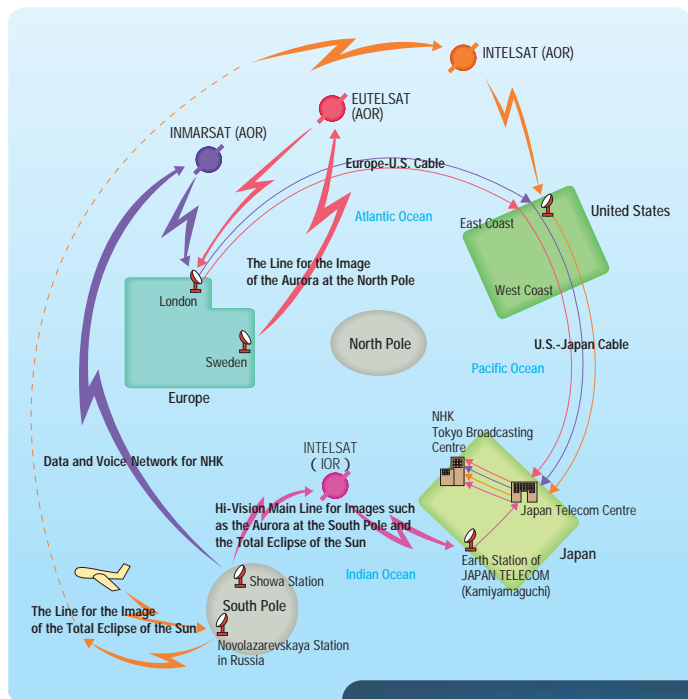 INTELSAT (AOR)
EUTELSAT
(AOR)
INMARSAT (AOR)
Europe-U.S. Cable
Atlantic Ocean
East Coast
United States
West Coast
The Line for the Image
of the Aurora at the North Pole
London
Sweden
Europe
North Pole
U.S.-Japan Cable
Pacific Ocean
NHK
Tokyo Broadcasting
Centre
Data and Voice Network for NHK
INTELSAT
( IOR )
Hi-Vision Main Line for Images such
as the Aurora at the South Pole and
the Total Eclipse of the Sun
Japan Telecom Centre
Japan
Earth Station of
JAPAN TELECOM
(Kamiyamaguchi)
Indian Ocean
Showa Station
South Pole
The Line for the Image
of the Total Eclipse of the Sun
Novolazarevskaya Station
in Russia